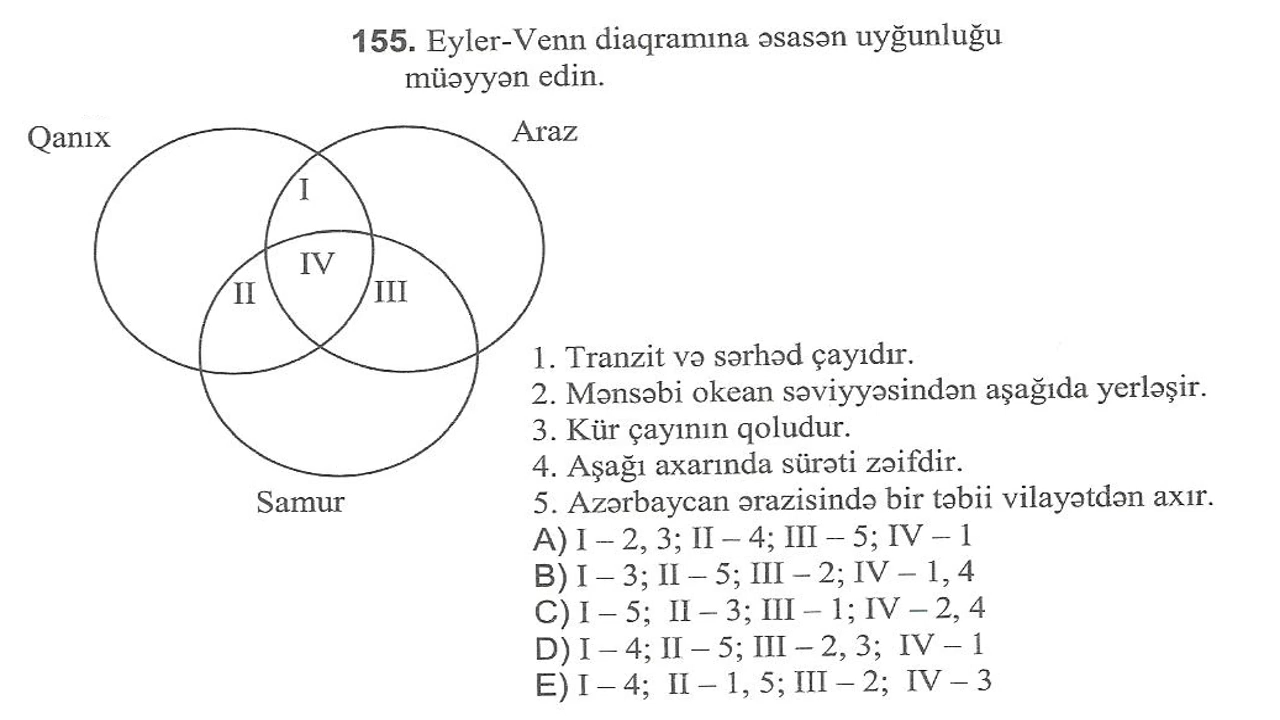 155. Eyler-Venn diaqramına əsasən uyğunluğu
müəyyən edin.
Qanıx
Araz
I
IV
II
III
Samur
1. Tranzit və sərhəd çayıdır.
2. Mənsəbi okean səviyyəsindən aşağıda yerləşir.
3. Kür çayının qoludur.
4. Aşağı axarında sürəti zəifdir.
5. Azərbaycan ərazisində bir təbii vilayətdən axır.
A) I – 2, 3; II – 4; III – 5; IV – 1
B) I – 3; II – 5; III – 2; IV – 1, 4
C) I – 5; II – 3; III – 1; IV – 2, 4
D) I – 4; II – 5; III – 2, 3; IV – 1
E) I – 4; II – 1, 5; III – 2; IV – 3